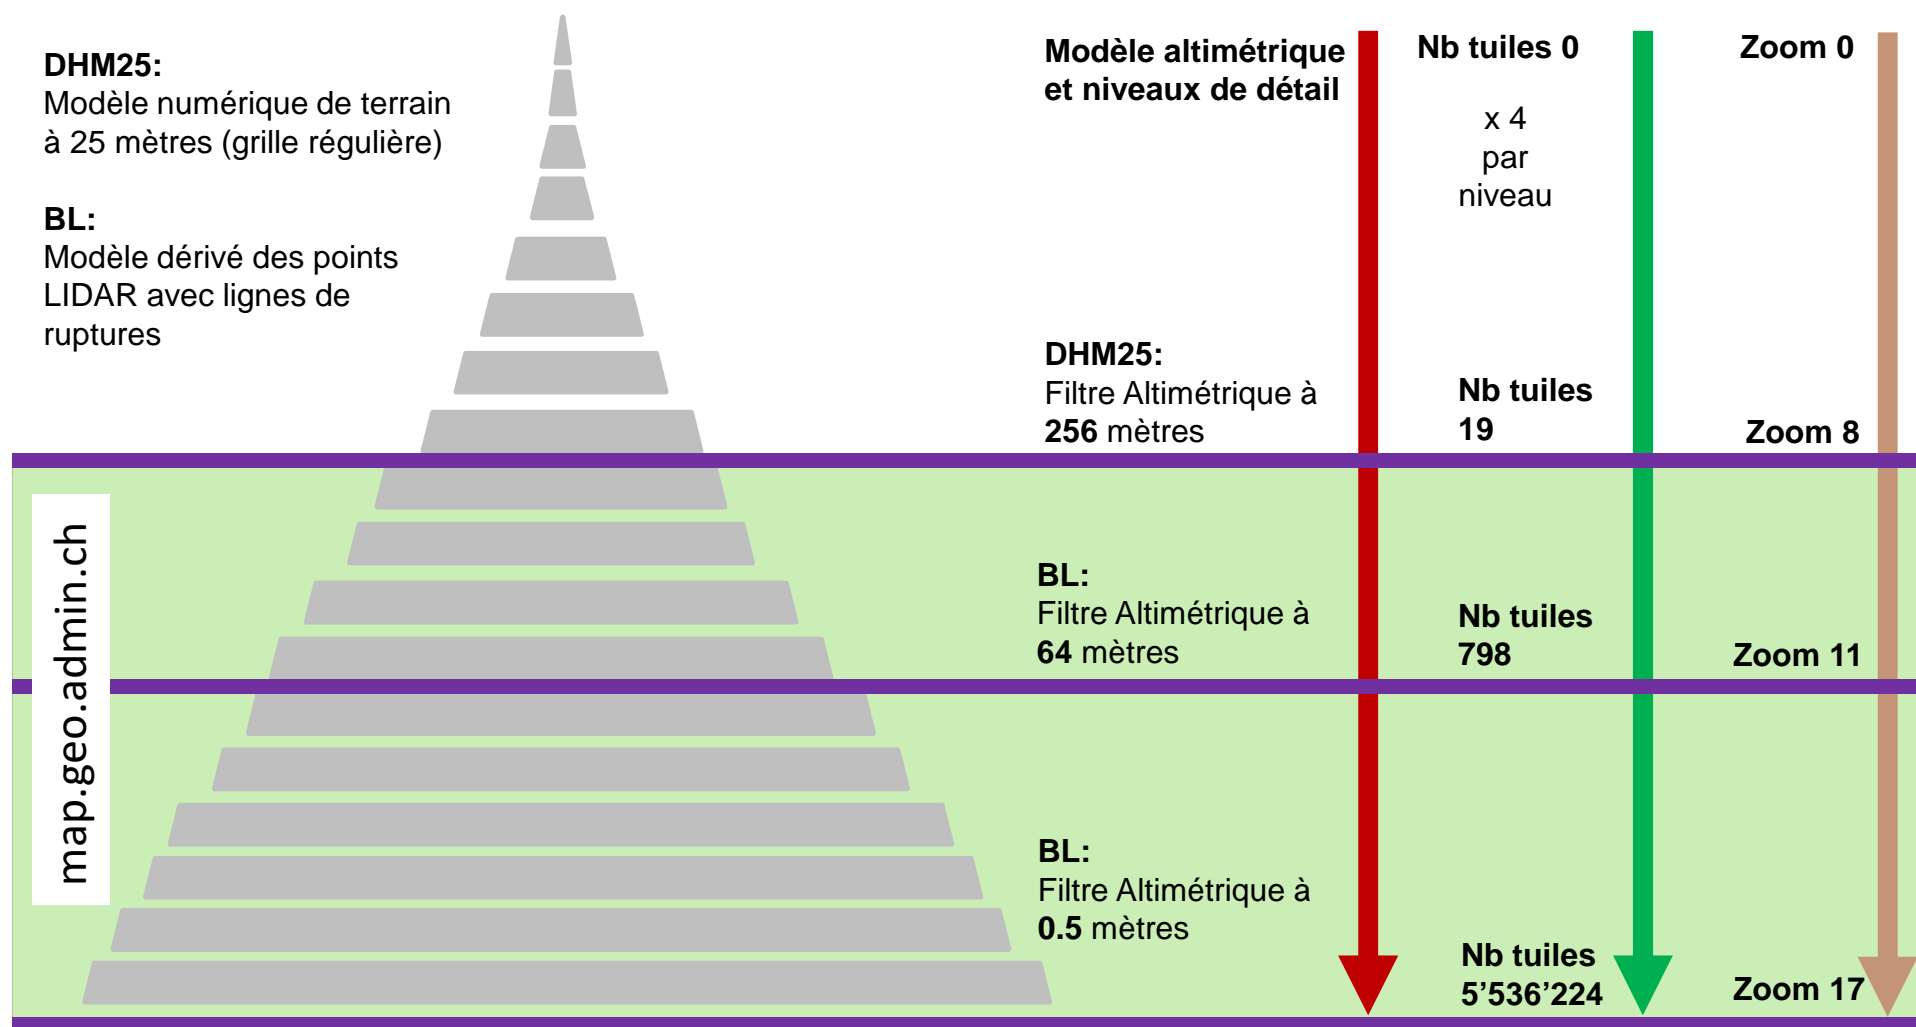 DHM25:
Modèle numérique de terrain
à 25 mètres (grille régulière)
BL:
Modèle dérivé des points
LIDAR avec lignes de
ruptures
Modèle altimétrique
et niveaux de détail
Nb tuiles 0
x 4
par
niveau
Zoom 0
DHM25:
Filtre Altimétrique à
256 mètres
Nb tuiles
19
Zoom 8
map.geo.admin.ch
BL:
Filtre Altimétrique à
64 mètres
Nb tuiles
798
Zoom 11
BL:
Filtre Altimétrique à
0.5 mètres
Nb tuiles
5’536’224
Zoom 17